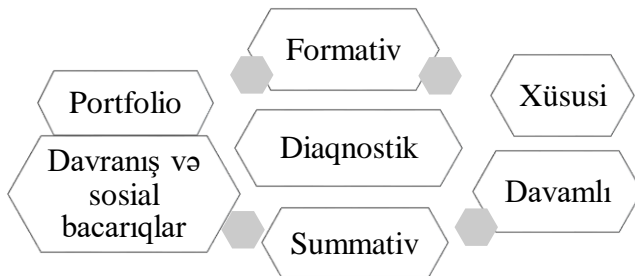 Formativ
Portfolio
Xüsusi
Davranış və
sosial
bacarıqlar
Diaqnostik
Davamlı
Summativ